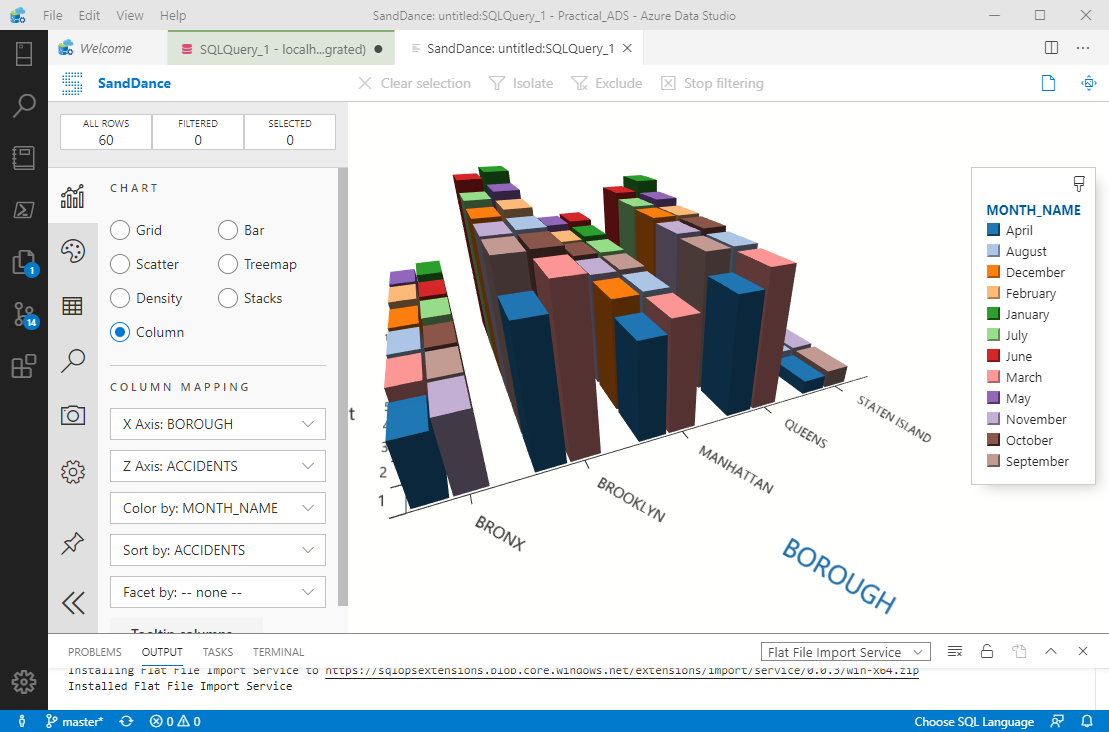 File Edit View Help
SandDance: untitled:SQLQuery_1 - Practical_ADS - Azure Data Studio
Welcome
SQLQuery_1 - localh...grated)
SandDance: untitled:SQLQuery_1
SandDance
Clear selection Isolate Exclude Stop filtering
ALL ROWS FILTERED SELECTED
60 0 0
CHART
Grid Bar
Scatter Treemap
Density Stacks
Column
COLUMN MAPPING
X Axis: BOROUGH
Z Axis: ACCIDENTS
Color by: MONTH_NAME
Sort by: ACCIDENTS
Facet by: -- none --
Tooltip columns
1
14
t
5
4
3
2
1
BRONX
BROOKLYN
MANHATTAN
QUEENS
STATEN ISLAND
BOROUGH
MONTH_NAME
April
August
December
February
January
July
June
March
May
November
October
September
PROBLEMS OUTPUT TASKS TERMINAL
Flat File Import Service
Installing Flat File Import Service to https://sqlopsextensions.blob.core.windows.net/extensions/import/service/0.0.3/win-x64.zip
Installed Flat File Import Service
master* 0 0
Choose SQL Language